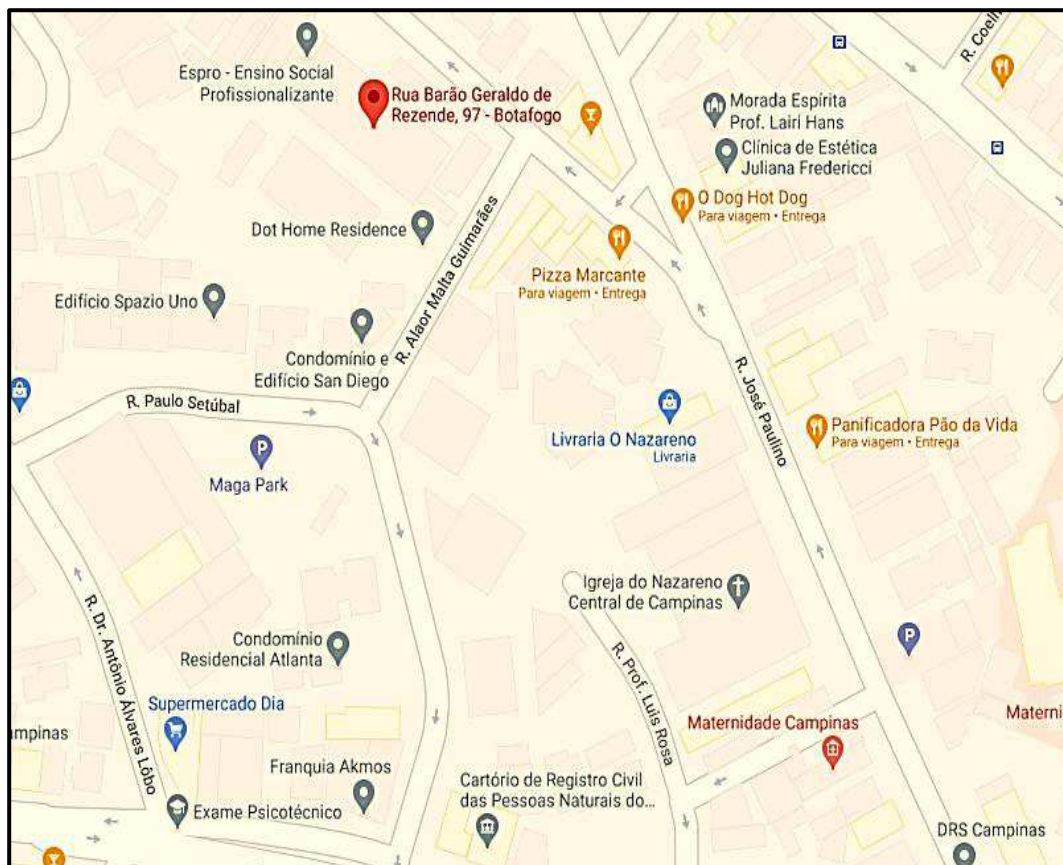 R. Coelh
Espro - Ensino Social
Profissionalizante
Rua Barão Geraldo de
Rezende, 97 - Botafogo
Morada Espírita
Prof. Lairi Hans
Clínica de Estética
Juliana Fredericci
O Dog Hot Dog
Para viagem • Entrega
Dot Home Residence
R. Alaor Malta Guimarães
Pizza Marcante
Para viagem • Entrega
Edifício Spazio Uno
Condomínio e
Edifício San Diego
R. Paulo Setúbal
R. José Paulino
Livraria O Nazareno
Livraria
Panificadora Pão da Vida
Para viagem • Entrega
P
Maga Park
Igreja do Nazareno
Central de Campinas
R. Dr. Antônio Álvares Lôbo
Condomínio
Residencial Atlanta
R. Prof. Luis Rosa
P
Supermercado Dia
Maternidade Campinas
Materni
ampinas
Franquia Akmos
Cartório de Registro Civil
das Pessoas Naturais do...
Exame Psicotécnico
DRS Campinas